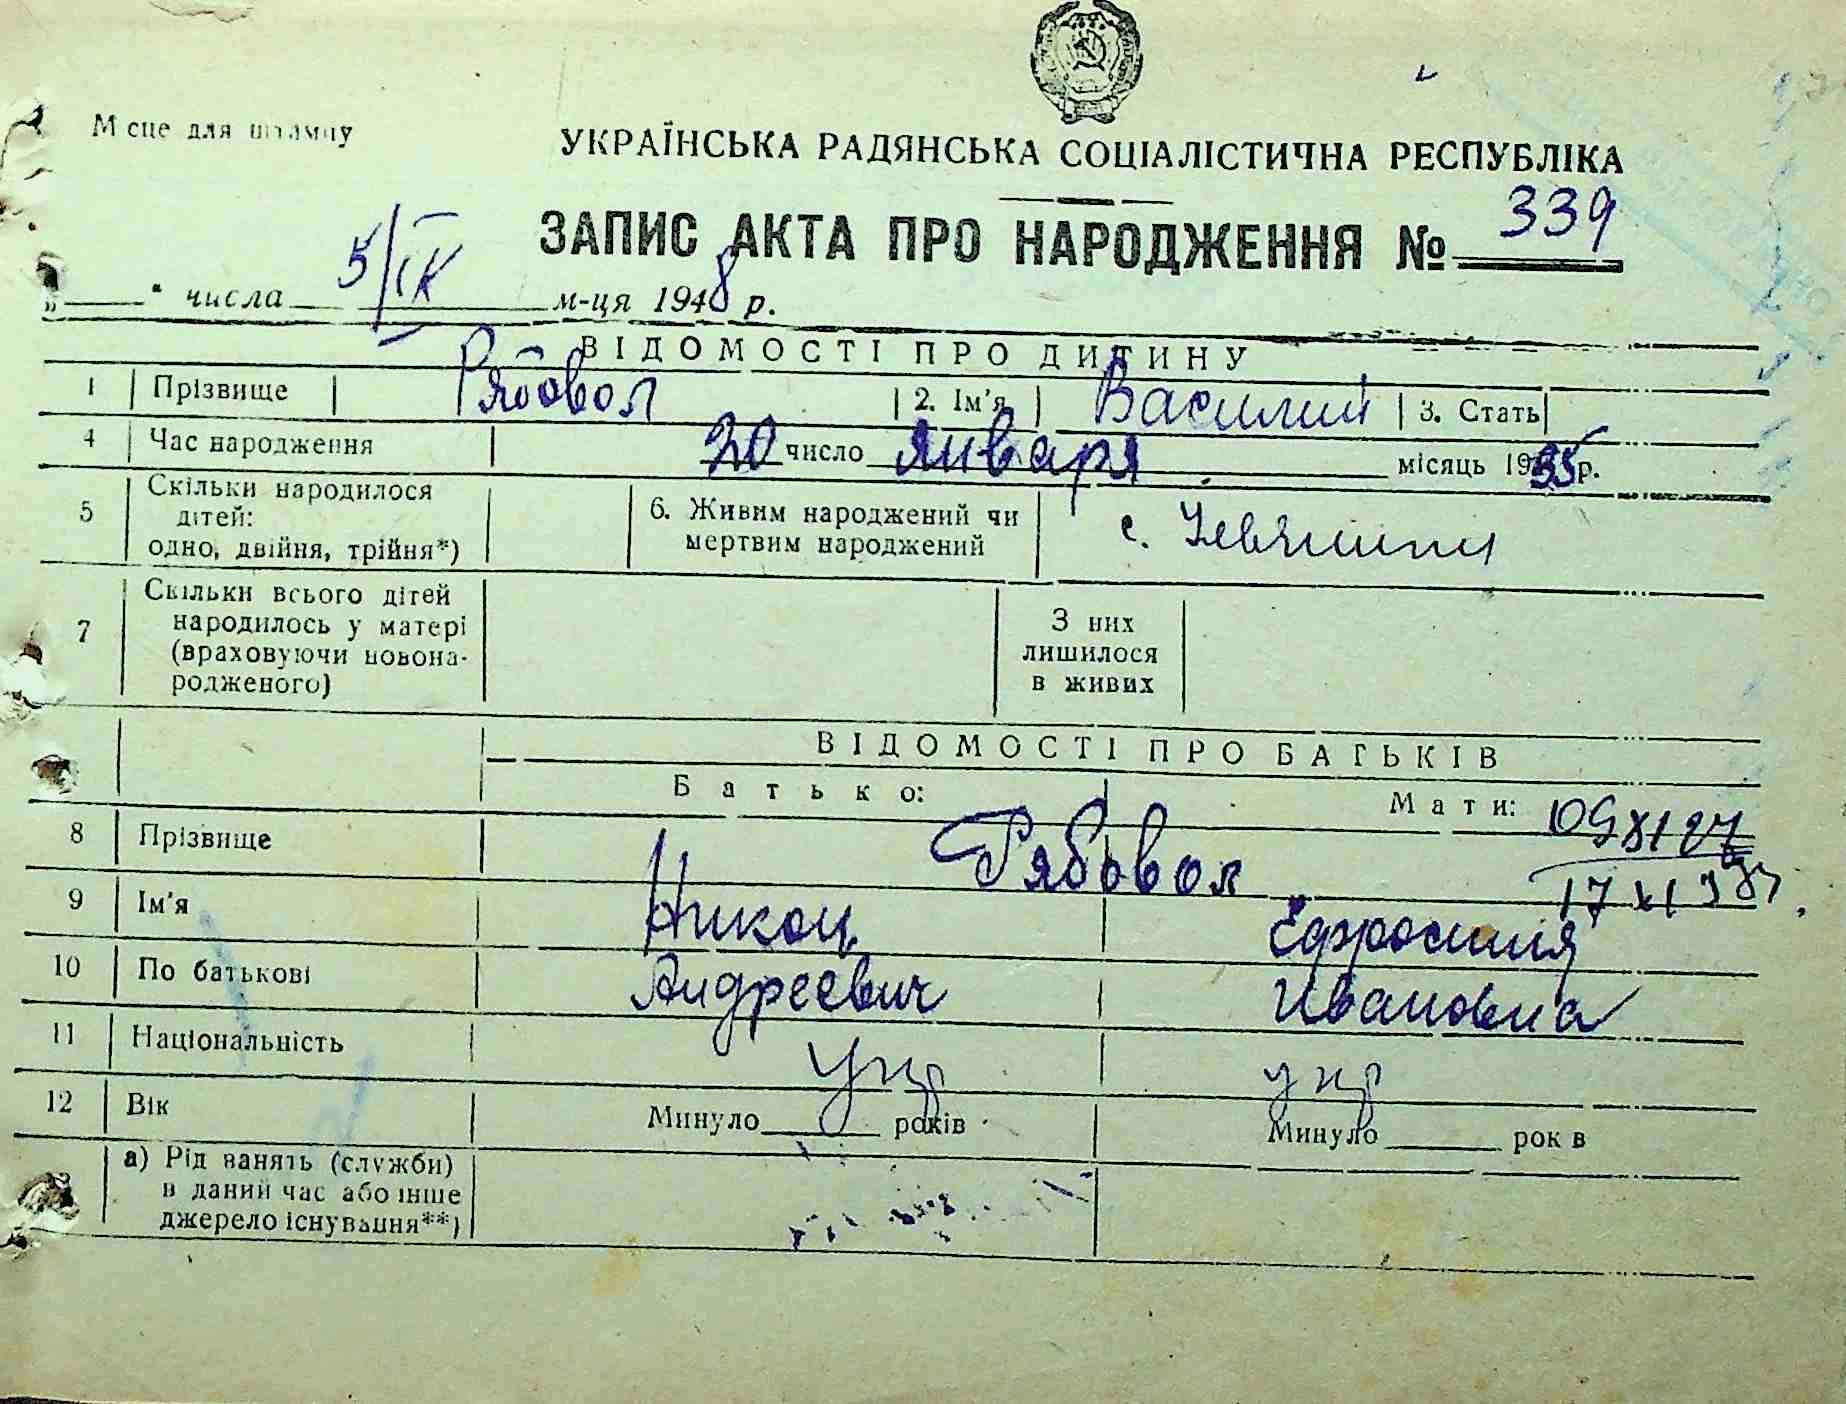 Місце для штампу
УКРАЇНСЬКА РАДЯНСЬКА СОЦІАЛІСТИЧНА РЕСПУБЛІКА
ЗАПИС АКТА ПРО НАРОДЖЕННЯ № 339
„ “ числа 5/IX м-ця 1948 р.
ВІДОМОСТІ ПРО ДИТИНУ
1 Прізвище Рябовол 2. Ім'я Василий 3. Стать
4 Час народження 20 число января місяць 1935 р.
5 Скільки народилося
дітей:
одно, двійня, трійня*)
6. Живим народжений чи
мертвим народжений
с.
7 Скільки всього дітей
народилось у матері
(враховуючи новона-
родженого)
З них
лишилося
в живих
ВІДОМОСТІ ПРО БАТЬКІВ
Батько: Мати:
8 Прізвище Рябовол
9 Ім'я Никон Ефросиния
10 По батькові Андреевич Ивановна
11 Національність укр укр
12 Вік Минуло років Минуло рок в
а) Рід занять (служби)
в даний час або інше
джерело існування**)